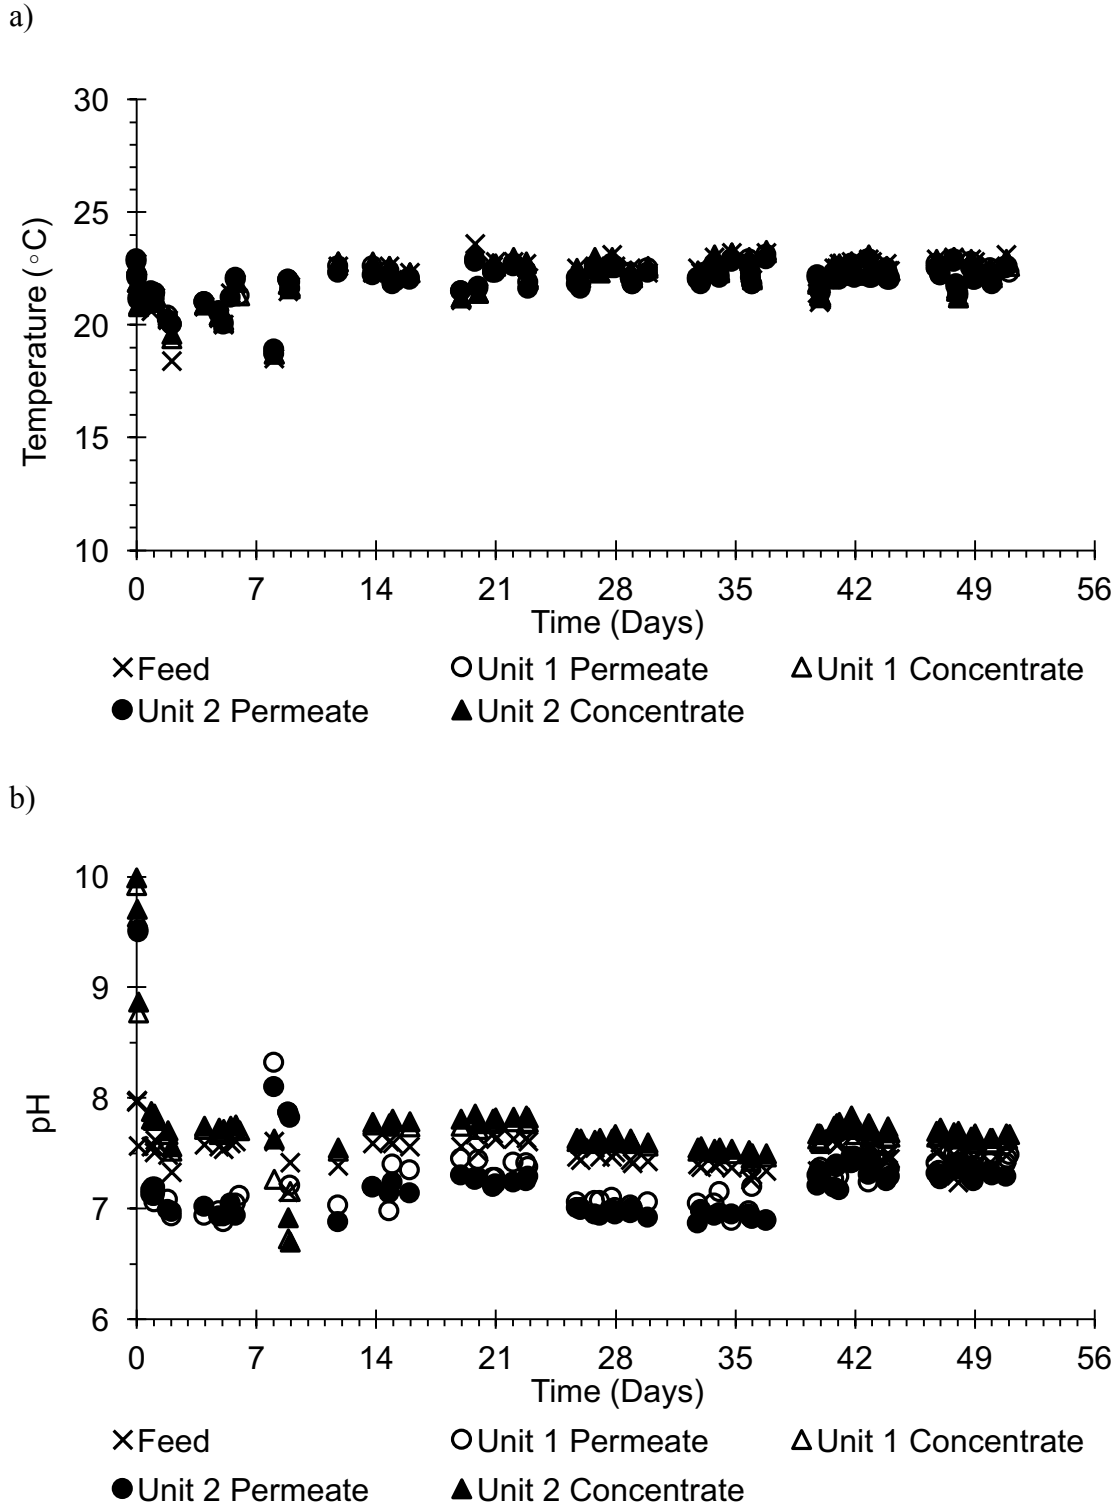 a)
30
25
20
15
10
Temperature (°C)
0 7 14 21 28 35 42 49 56
Time (Days)
Feed Unit 1 Permeate Unit 1 Concentrate
Unit 2 Permeate Unit 2 Concentrate
b)
10
9
8
7
6
pH
0 7 14 21 28 35 42 49 56
Time (Days)
Feed Unit 1 Permeate Unit 1 Concentrate
Unit 2 Permeate Unit 2 Concentrate